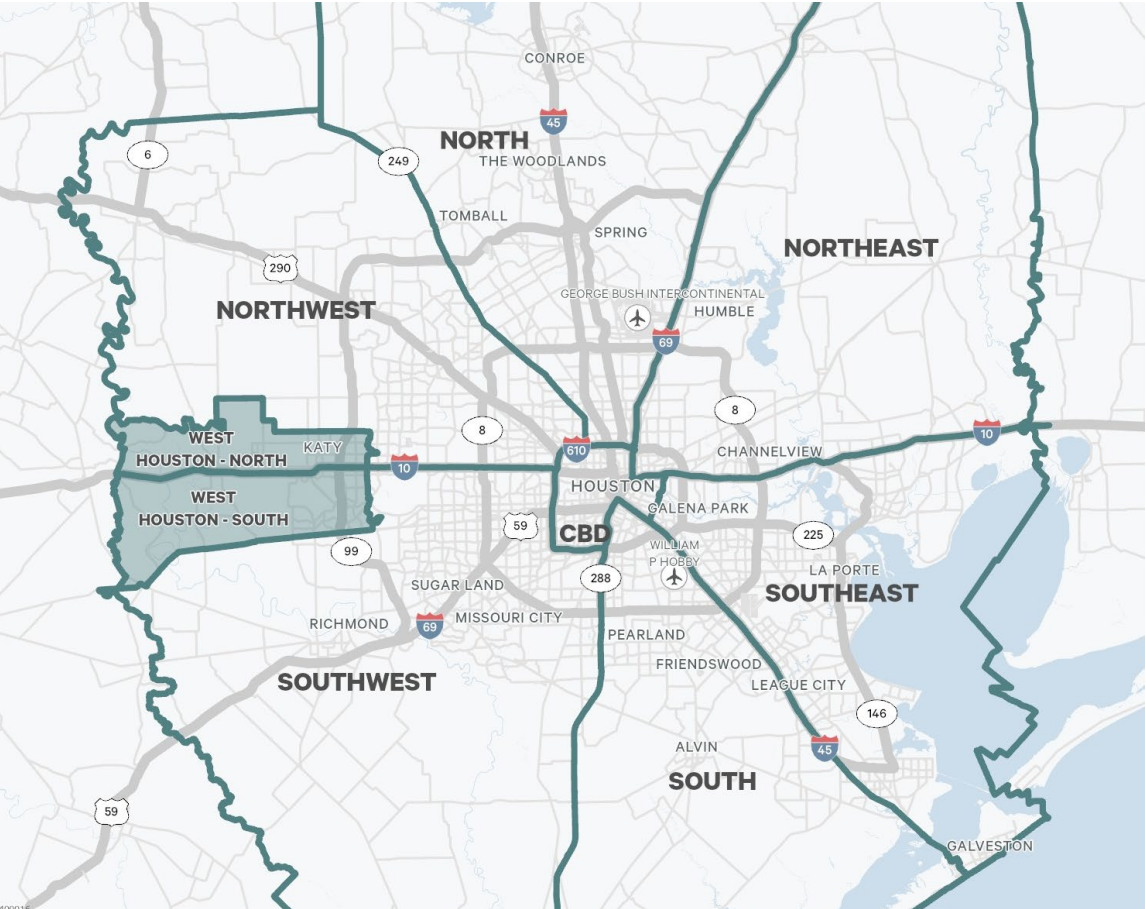 CONROE
45
NORTH
6
249
THE WOODLANDS
TOMBALL
SPRING
NORTHEAST
290
GEORGE BUSH INTERCONTINENTAL
NORTHWEST
HUMBLE
69
8
8
WEST
HOUSTON - NORTH
KATY
10
610
CHANNELVIEW
10
HOUSTON
WEST
HOUSTON - SOUTH
GALENA PARK
59
CBD
225
99
WILLIAM
P HOBBY
LA PORTE
288
SUGAR LAND
SOUTHEAST
RICHMOND
69
MISSOURI CITY
PEARLAND
FRIENDSWOOD
SOUTHWEST
LEAGUE CITY
146
ALVIN
45
SOUTH
59
GALVESTON